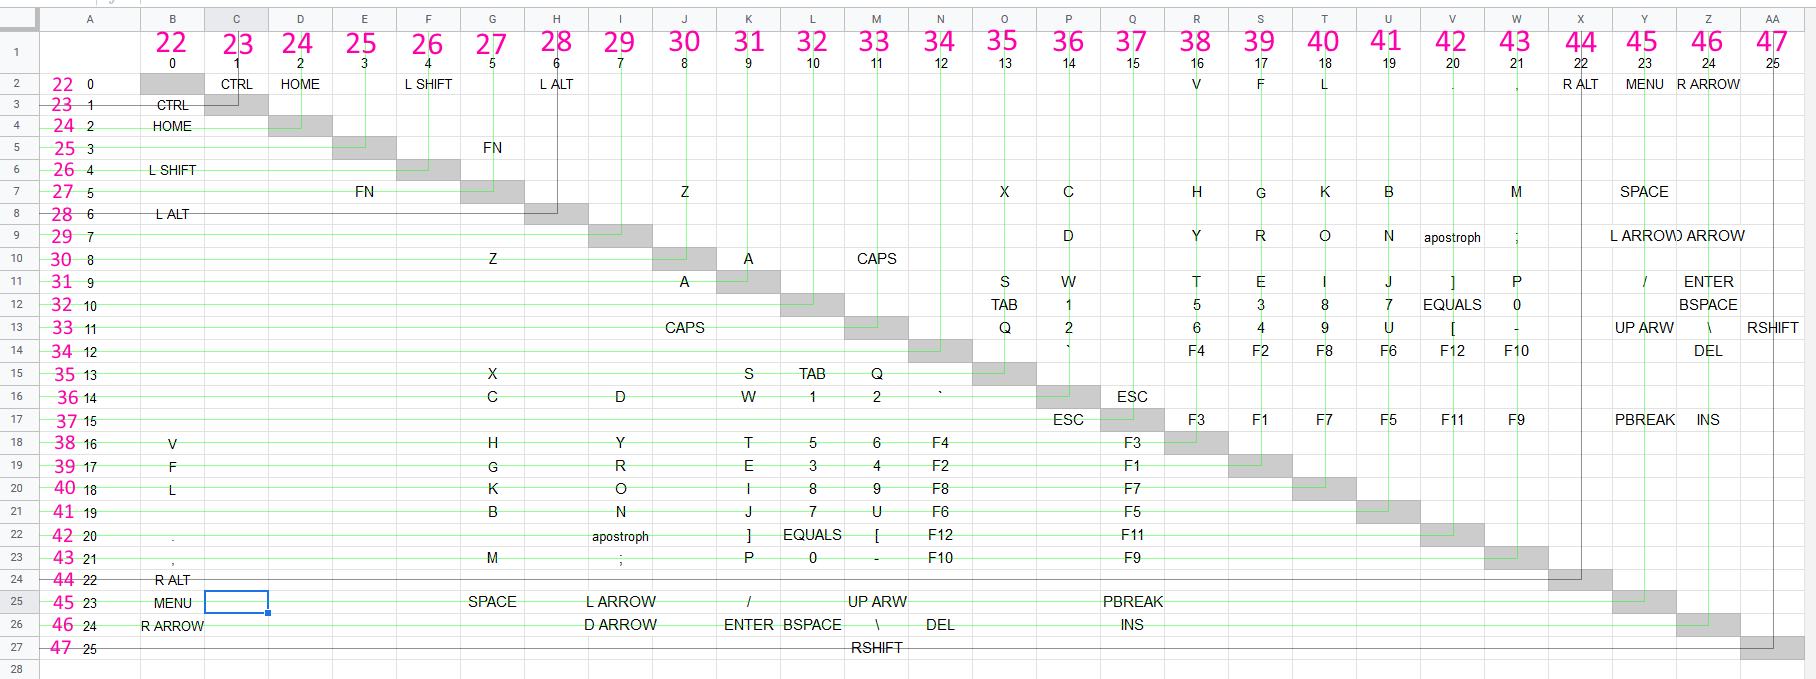 A B C D E F G H I J K L M N O P Q R S T U V W X Y Z AA
22 23 24 25 26 27 28 29 30 31 32 33 34 35 36 37 38 39 40 41 42 43 44 45 46 47
1 0 1 2 3 4 5 6 7 8 9 10 11 12 13 14 15 16 17 18 19 20 21 22 23 24 25
2 22 0 CTRL HOME L SHIFT L ALT V F L . , R ALT MENU R ARROW
3 23 1 CTRL
4 24 2 HOME
5 25 3 FN
6 26 4 L SHIFT
7 27 5 FN Z X C H G K B M SPACE
8 28 6 L ALT
9 29 7 D Y R O N apostroph ; L ARROW D ARROW
10 30 8 Z A CAPS
11 31 9 A S W T E I J ] P / ENTER
12 32 10 TAB 1 5 3 8 7 EQUALS 0 BSPACE
13 33 11 CAPS Q 2 6 4 9 U [ - UP ARW \ RSHIFT
14 34 12 ` F4 F2 F8 F6 F12 F10 DEL
15 35 13 X S TAB Q
16 36 14 C D W 1 2 ` ESC
17 37 15 ESC F3 F1 F7 F5 F11 F9 PBREAK INS
18 38 16 V H Y T 5 6 F4 F3
19 39 17 F G R E 3 4 F2 F1
20 40 18 L K O I 8 9 F8 F7
21 41 19 B N J 7 U F6 F5
22 42 20 . apostroph ] EQUALS [ F12 F11
23 43 21 , M ; P 0 - F10 F9
24 44 22 R ALT
25 45 23 MENU SPACE L ARROW / UP ARW PBREAK
26 46 24 R ARROW D ARROW ENTER BSPACE \ DEL INS
27 47 25 RSHIFT
28